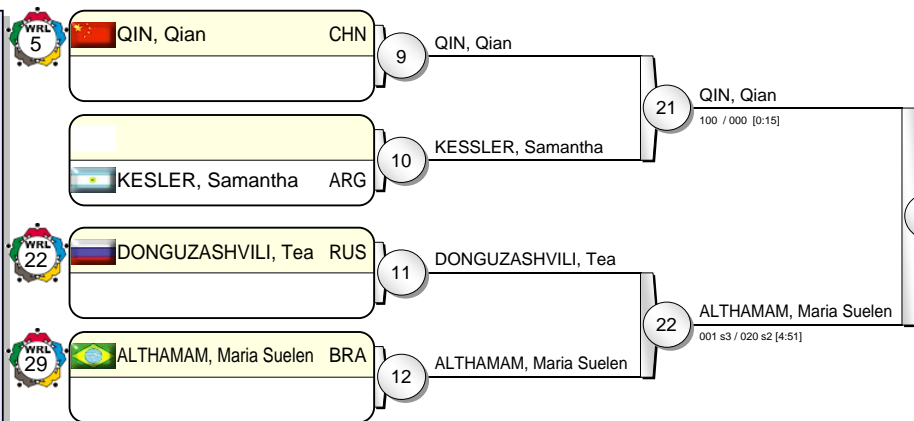 WRL
5
QIN, Qian CHN
9
QIN, Qian
21
QIN, Qian
100 / 000 [0:15]
KESLER, Samantha ARG
10
KESSLER, Samantha
WRL
22
DONGUZASHVILI, Tea RUS
11
DONGUZASHVILI, Tea
22
ALTHAMAM, Maria Suelen
001 s3 / 020 s2 [4:51]
WRL
29
ALTHAMAM, Maria Suelen BRA
12
ALTHAMAM, Maria Suelen